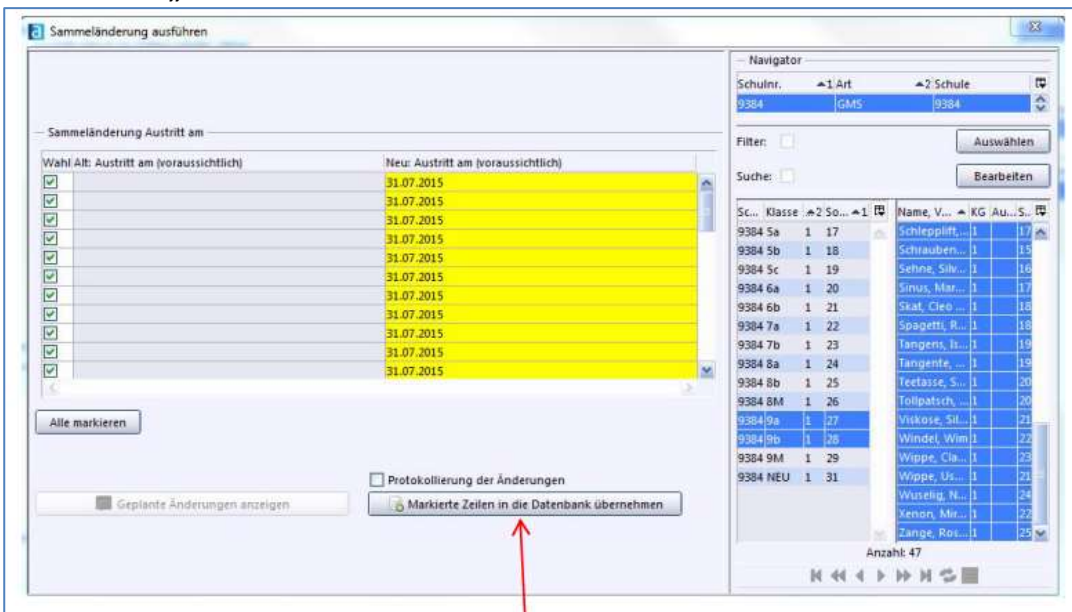 Sammeländerung ausführen
Sammeländerung Austritt am
Wahl Alt: Austritt am (voraussichtlich) Neu: Austritt am (voraussichtlich)
31.07.2015
31.07.2015
31.07.2015
31.07.2015
31.07.2015
31.07.2015
31.07.2015
31.07.2015
31.07.2015
31.07.2015
31.07.2015
Alle markieren
Protokollierung der Änderungen
Geplante Änderungen anzeigen Markierte Zeilen in die Datenbank übernehmen
Navigator
Schulnr. 1 Art 2 Schule
9384 GMS 9384
Filter: Auswählen
Suche: Bearbeiten
Sc... Klasse 2 So... 1
9384 5a 1 17
9384 5b 1 18
9384 5c 1 19
9384 6a 1 20
9384 6b 1 21
9384 7a 1 22
9384 7b 1 23
9384 8a 1 24
9384 8b 1 25
9384 8M 1 26
9384 9a 1 27
9384 9b 1 28
9384 9M 1 29
9384 NEU 1 31
Name, V... KG Au... S..
Schlepplift,... 1 17
Schrauben... 1 15
Sehne, Silv... 1 16
Sinus, Mar... 1 17
Skat, Cleo ... 1 18
Spagetti, R... 1 18
Tangens, Is... 1 19
Tangente, ... 1 19
Teetasse, S... 1 20
Tollpatsch, ... 1 20
Viskose, Sil... 1 21
Windel, Wim 1 22
Wippe, Cla... 1 23
Wippe, Us... 1 21
Wuselig, N... 1 24
Xenon, Mir... 1 22
Zange, Ros... 1 25
Anzahl: 47